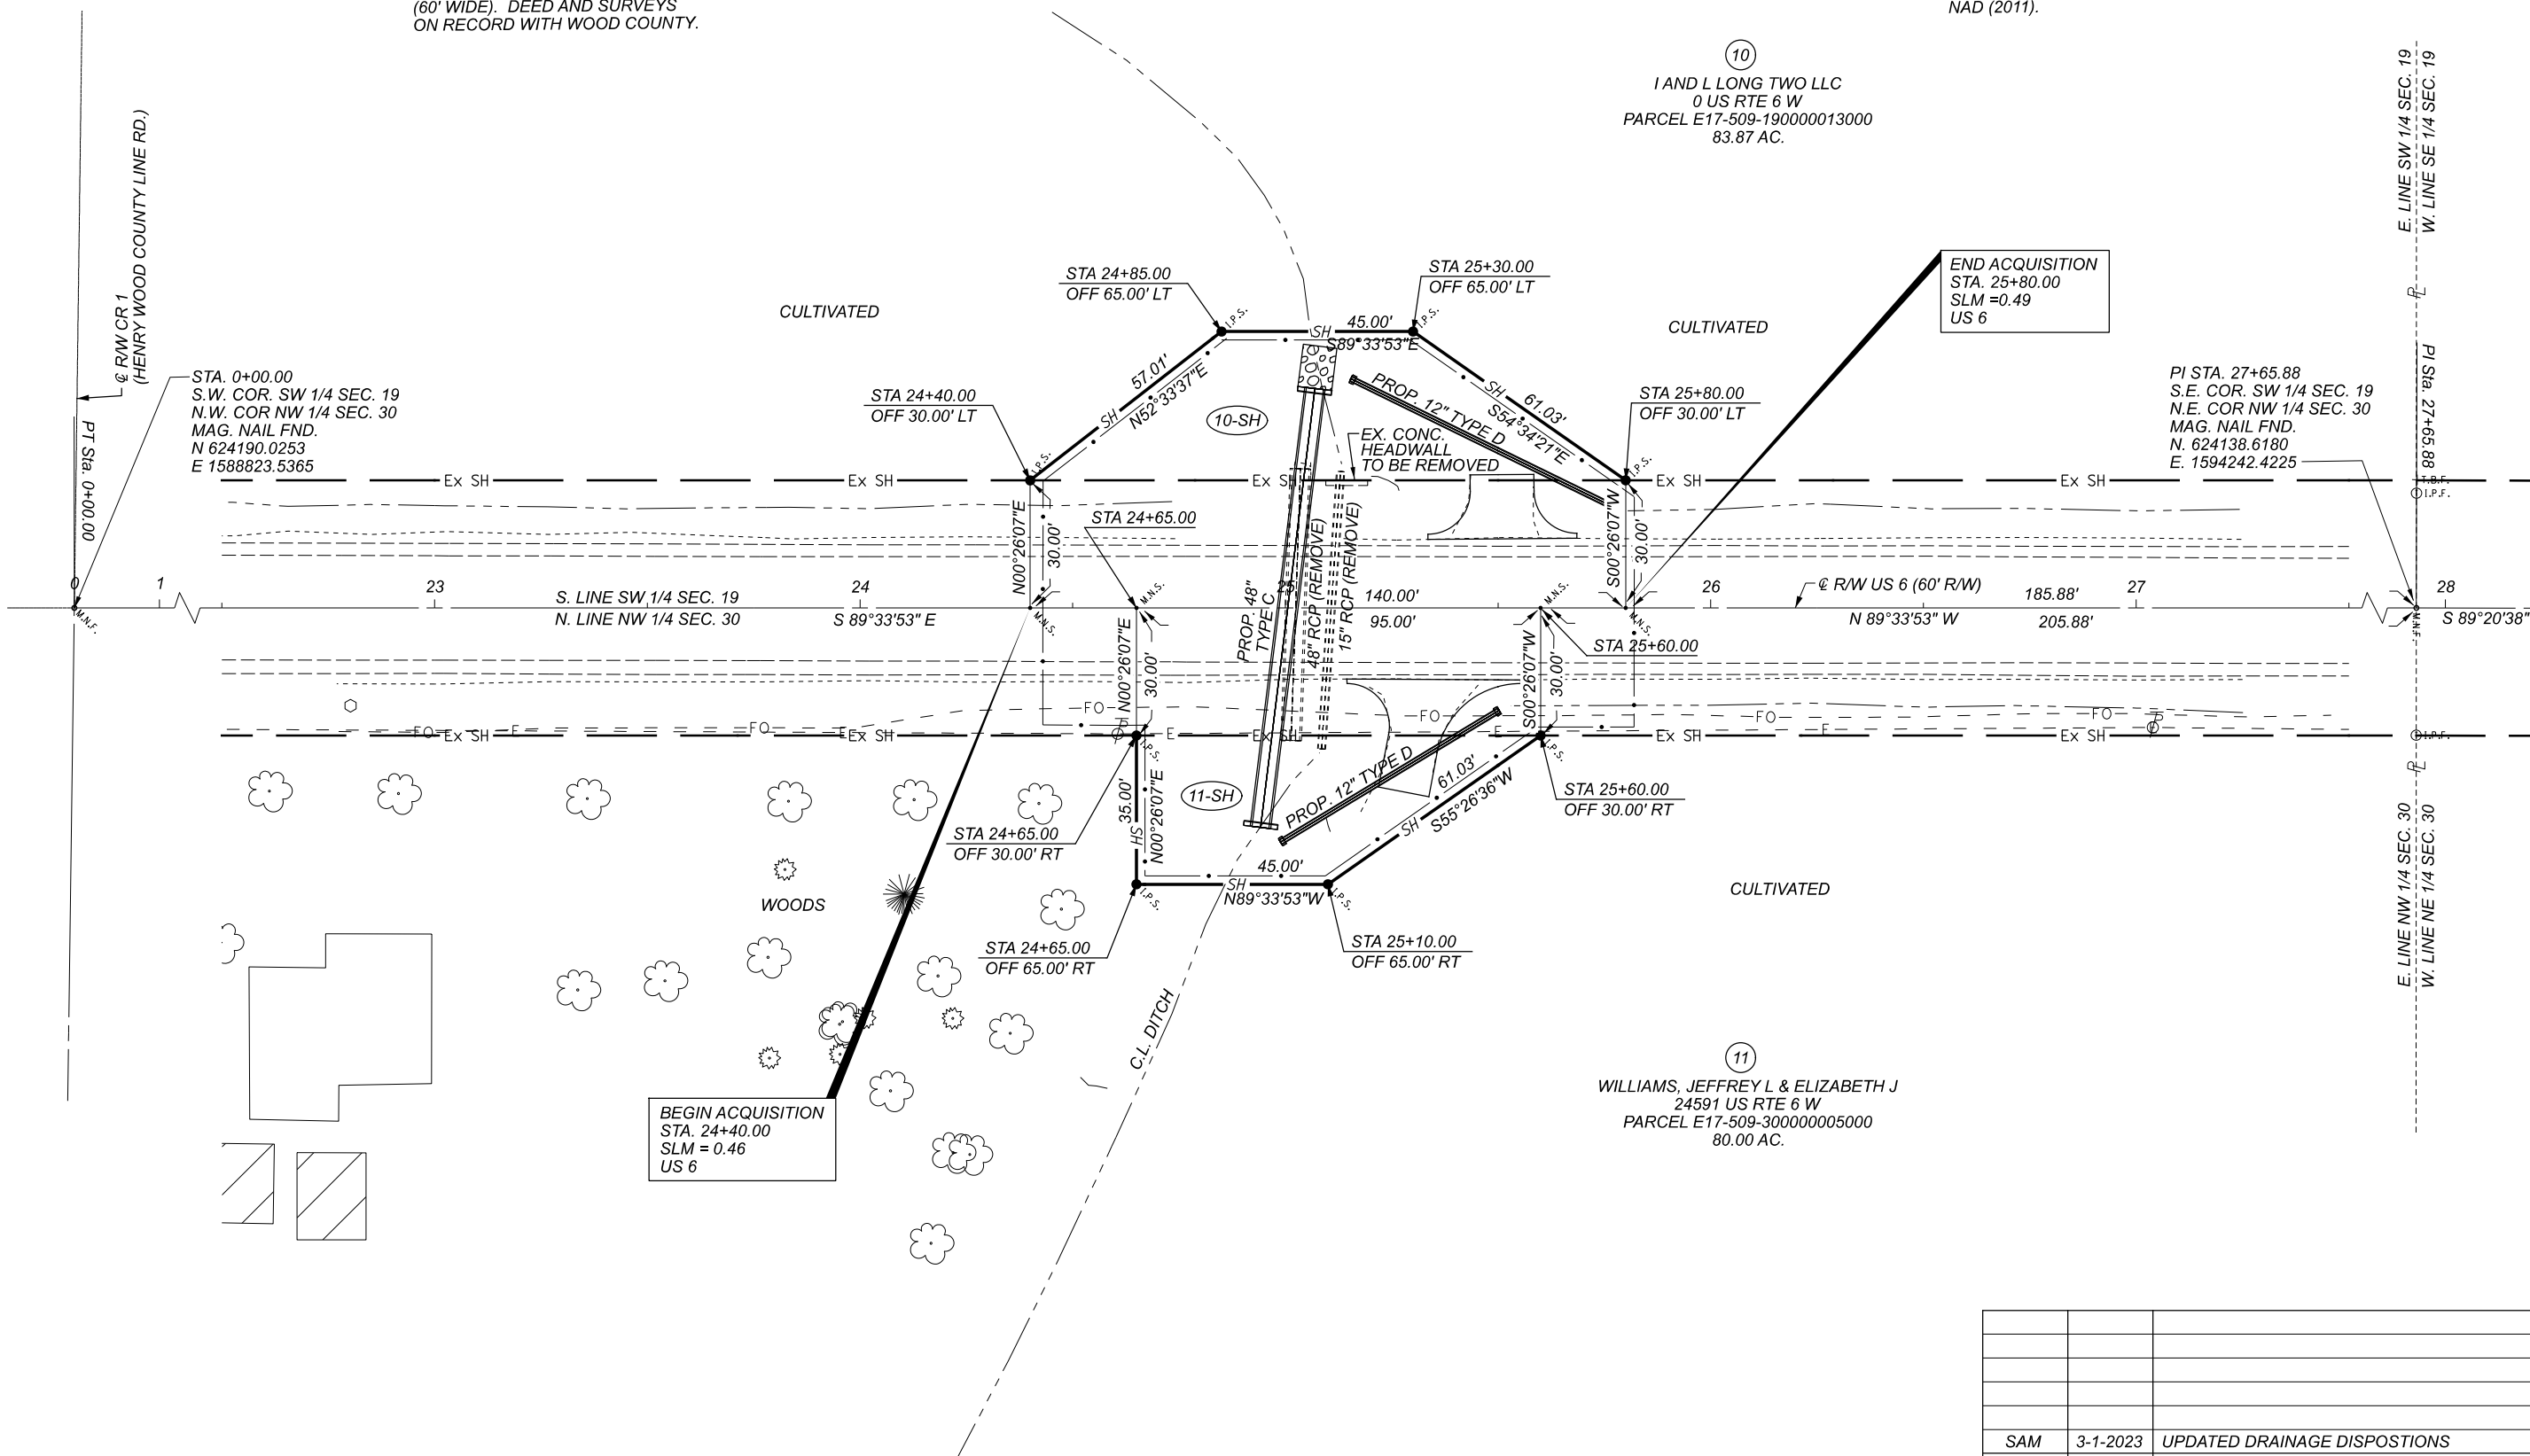 (60' WIDE).  DEED AND SURVEYS
ON RECORD WITH WOOD COUNTY.
NAD (2011).
10
I AND L LONG TWO LLC
0 US RTE 6 W
PARCEL E17-509-190000013000
83.87 AC.
E. LINE SW 1/4 SEC. 19
W. LINE SE 1/4 SEC. 19
℄ R/W CR 1
(HENRY WOOD COUNTY LINE RD.)
STA 24+85.00
OFF 65.00' LT
STA 25+30.00
OFF 65.00' LT
END ACQUISITION
STA. 25+80.00
SLM =0.49
US 6
CULTIVATED
CULTIVATED
I.P.S.
I.P.S.
SH
45.00'
S89°33'53"E
STA. 0+00.00
S.W. COR. SW 1/4 SEC. 19
N.W. COR NW 1/4 SEC. 30
MAG. NAIL FND.
N 624190.0253
E 1588823.5365
PT Sta. 0+00.00
STA 24+40.00
OFF 30.00' LT
57.01'
SH
N52°33'37"E
10-SH
PROP. 12" TYPE D
SH
61.03'
S54°34'21"E
STA 25+80.00
OFF 30.00' LT
PI STA. 27+65.88
S.E. COR. SW 1/4 SEC. 19
N.E. COR NW 1/4 SEC. 30
MAG. NAIL FND.
N. 624138.6180
E. 1594242.4225
PL
PI Sta. 27+65.88
EX. CONC.
HEADWALL
TO BE REMOVED
I.P.S.
I.P.S.
Ex SH
Ex SH
Ex SH
Ex SH
Ex SH
T.B.F.
I.P.F.
N00°26'07"E
30.00'
STA 24+65.00
S00°26'07"W
30.00'
0
1
23
24
25
26
27
28
M.N.F.
S. LINE SW 1/4 SEC. 19
N. LINE NW 1/4 SEC. 30
S 89°33'53" E
M.N.S.
M.N.S.
140.00'
95.00'
M.N.S.
M.N.S.
℄ R/W US 6 (60' R/W)
N 89°33'53" W
185.88'
205.88'
M.N.F.
S 89°20'38"
PROP. 48"
TYPE C
48" RCP (REMOVE)
15" RCP (REMOVE)
STA 25+60.00
N00°26'07"E
30.00'
S00°26'07"W
30.00'
FO
FO
FO
FO
FO
FO
E
E
E
E
E
Ex SH
Ex SH
Ex SH
Ex SH
Ex SH
I.P.S.
I.P.S.
I.P.F.
PL
35.00'
SH
N00°26'07"E
11-SH
PROP. 12" TYPE D
61.03'
SH
S55°26'36"W
STA 25+60.00
OFF 30.00' RT
STA 24+65.00
OFF 30.00' RT
45.00'
SH
N89°33'53"W
I.P.S.
I.P.S.
WOODS
CULTIVATED
STA 24+65.00
OFF 65.00' RT
STA 25+10.00
OFF 65.00' RT
E. LINE NW 1/4 SEC. 30
W. LINE NE 1/4 SEC. 30
C.L. DITCH
11
WILLIAMS, JEFFREY L & ELIZABETH J
24591 US RTE 6 W
PARCEL E17-509-300000005000
80.00 AC.
BEGIN ACQUISITION
STA. 24+40.00
SLM = 0.46
US 6
SAM 3-1-2023 UPDATED DRAINAGE DISPOSTIONS